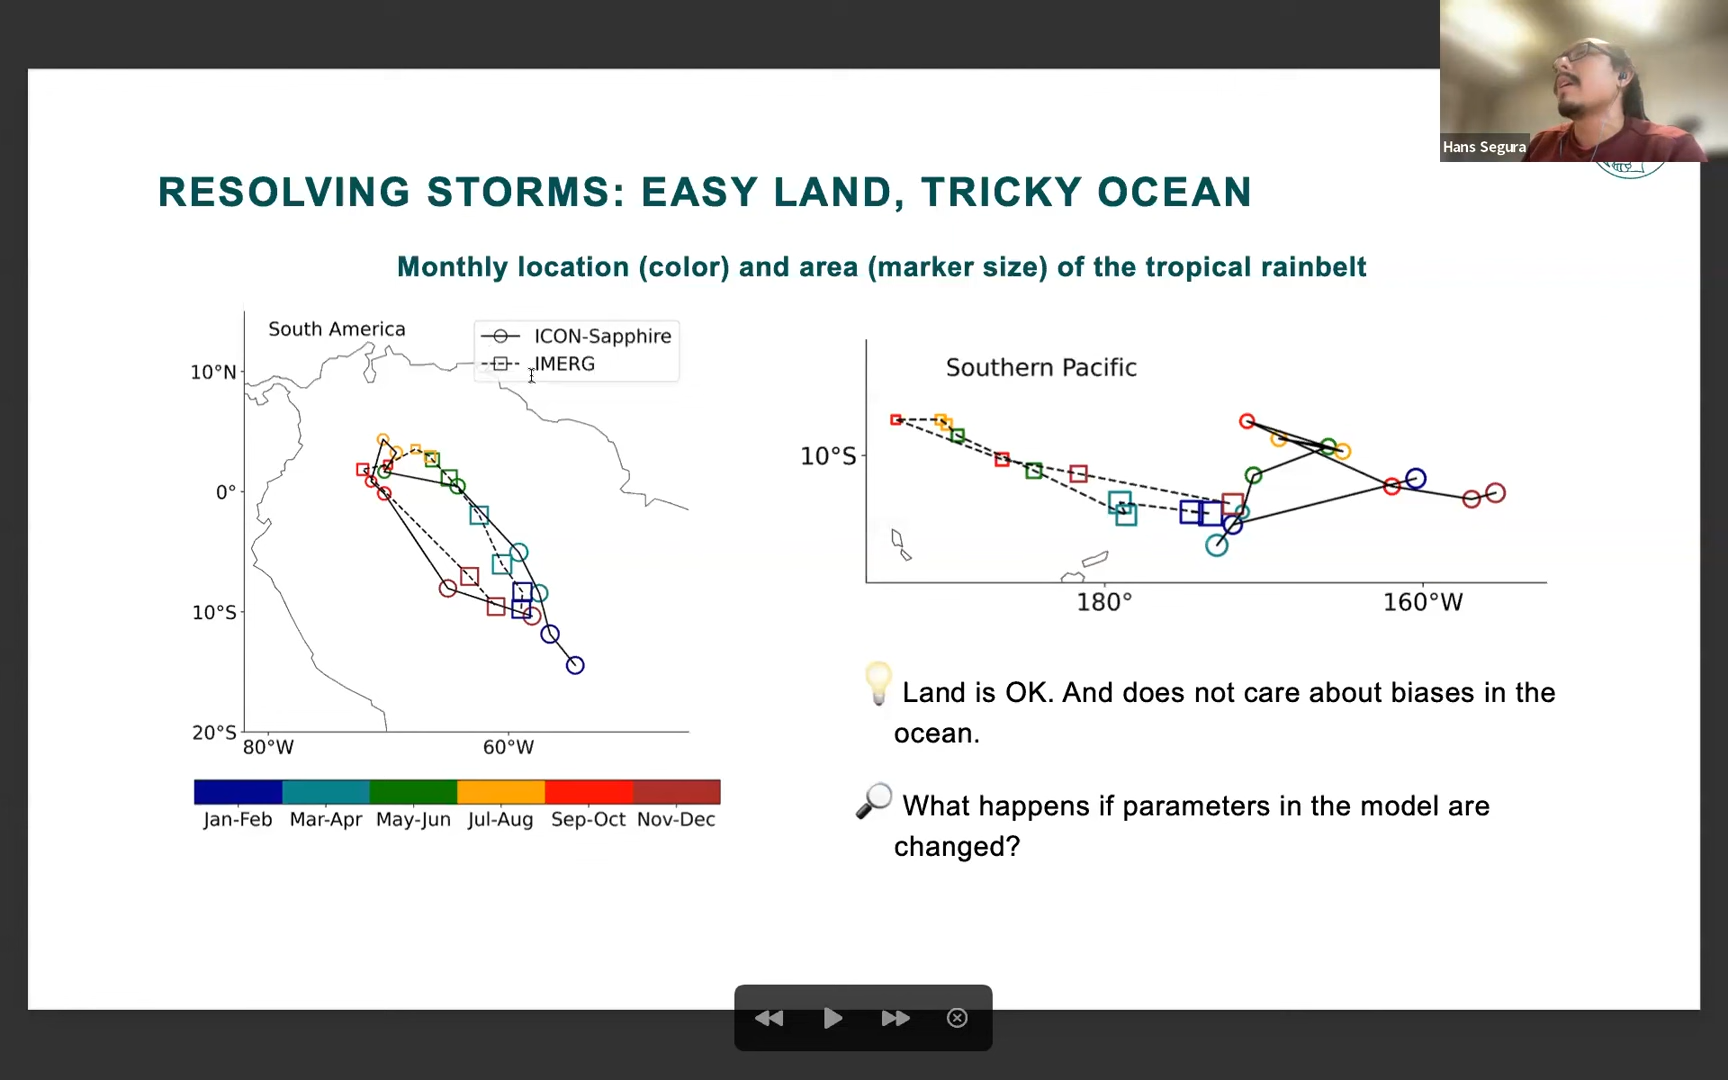 Hans Segura
RESOLVING STORMS: EASY LAND, TRICKY OCEAN
Monthly location (color) and area (marker size) of the tropical rainbelt
South America
ICON-Sapphire
IMERG
10°N
0°
10°S
20°S
80°W
60°W
Jan-Feb
Mar-Apr
May-Jun
Jul-Aug
Sep-Oct
Nov-Dec
Southern Pacific
10°S
180°
160°W
Land is OK. And does not care about biases in the
ocean.
What happens if parameters in the model are
changed?